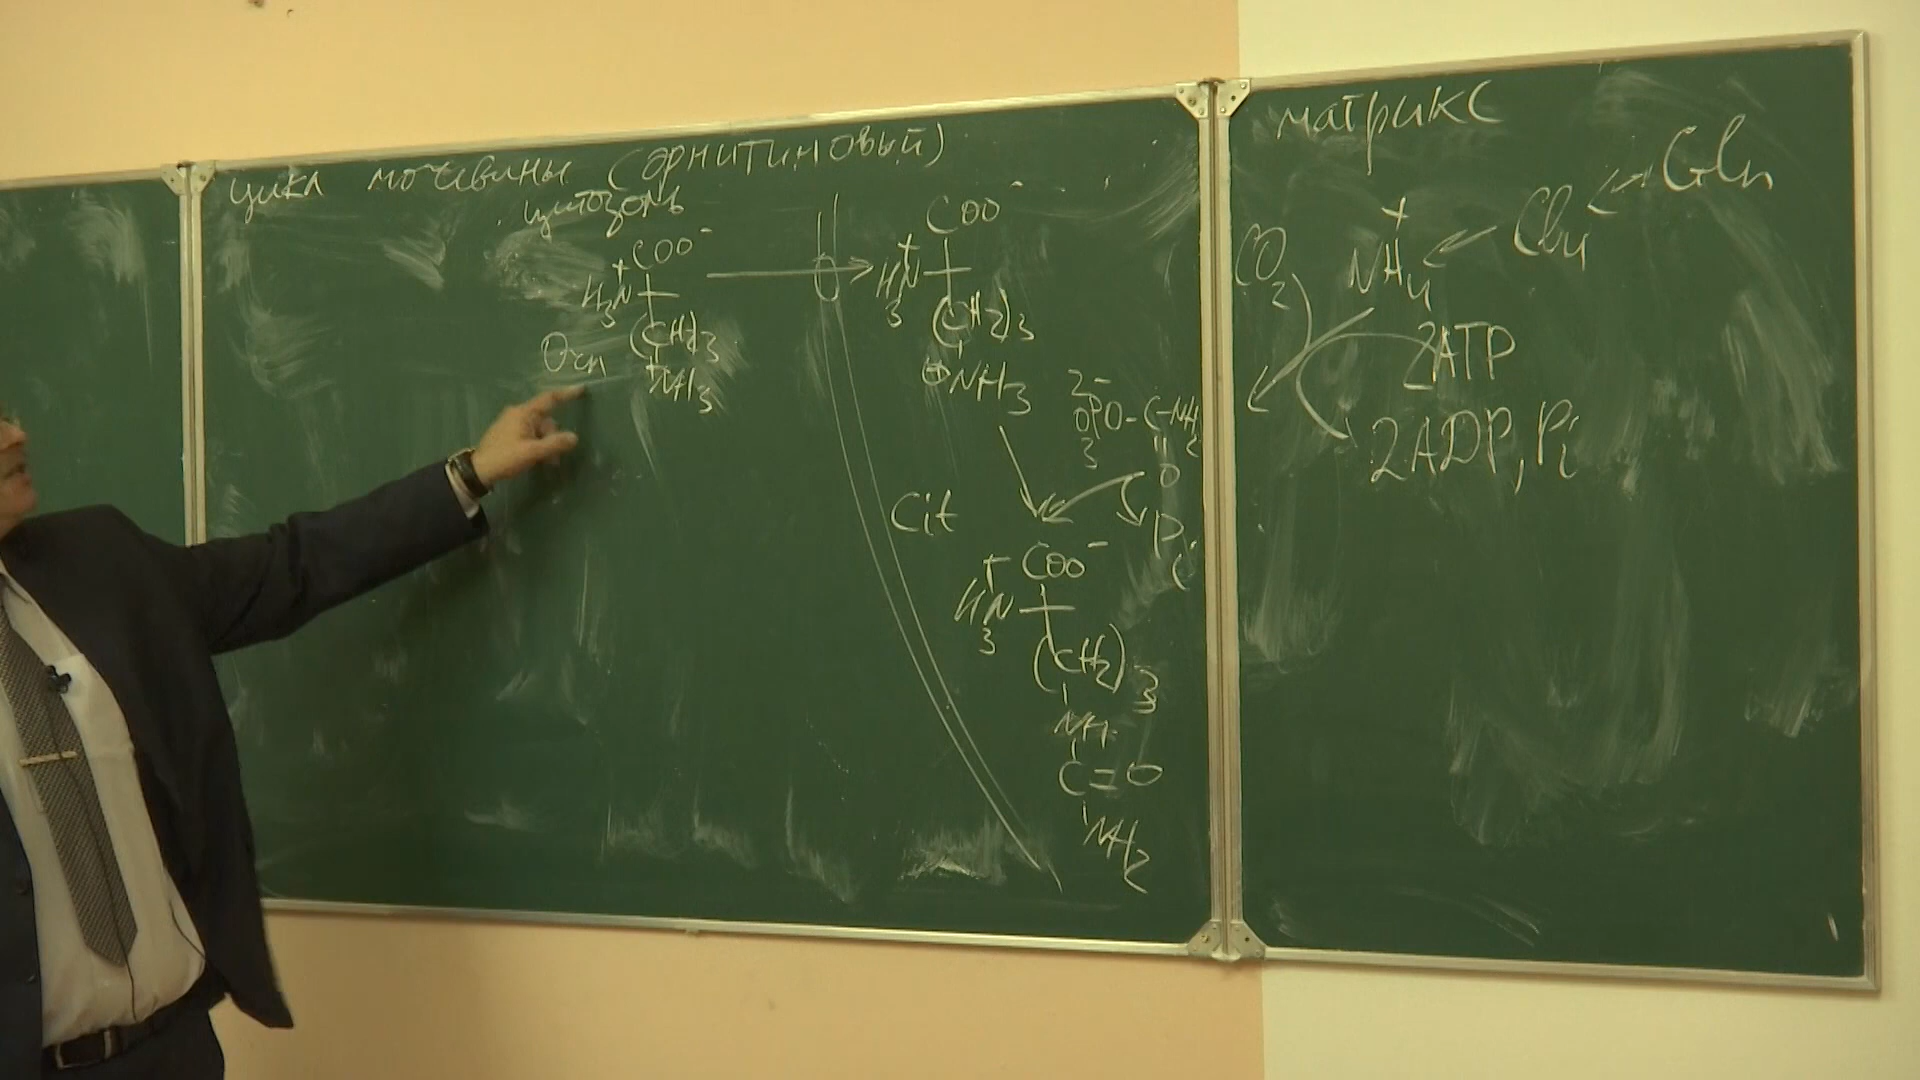 цикл мочевины (орнитиновый)
цитозоль
матрикс
COO⁻
H₃N⁺
(CH₂)₃
⁺NH₃
Орн
COO⁻
H₃N⁺
(CH₂)₃
⊕NH₃
²⁻O₃PO-C-NH₂
O
Pi
Cit
COO⁻
H₃N⁺
(CH₂)₃
NH
C=O
NH₂
CO₂
NH₄⁺ ← Glu ← Gln
2ATP
2ADP, Pi